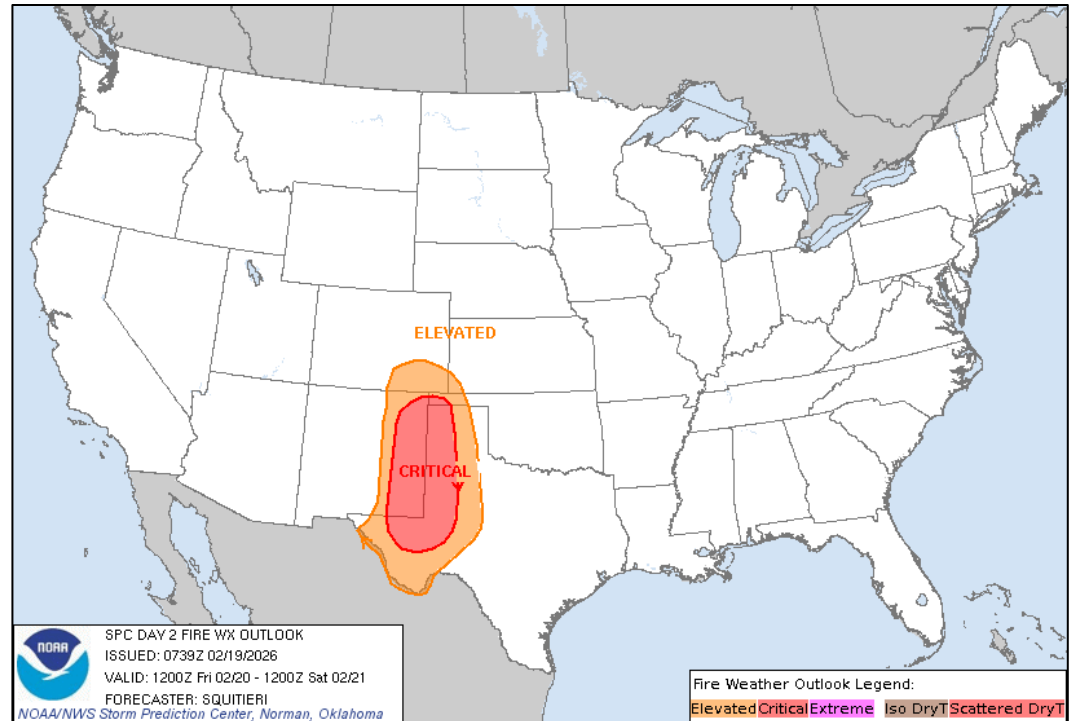 ELEVATED
CRITICAL
NOAA
SPC DAY 2 FIRE WX OUTLOOK
ISSUED: 0739Z 02/19/2026
VALID: 1200Z Fri 02/20 - 1200Z Sat 02/21
FORECASTER: SQUITIERI
NOAA/NWS Storm Prediction Center, Norman, Oklahoma
Fire Weather Outlook Legend:
Elevated Critical Extreme Iso DryT Scattered DryT